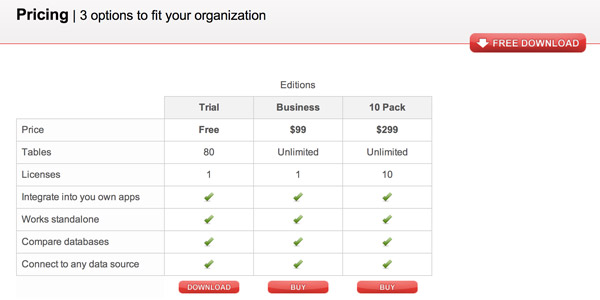 Pricing | 3 options to fit your organization
FREE DOWNLOAD
Editions
Trial Business 10 Pack
Price Free $99 $299
Tables 80 Unlimited Unlimited
Licenses 1 1 10
Integrate into you own apps
Works standalone
Compare databases
Connect to any data source
DOWNLOAD BUY BUY